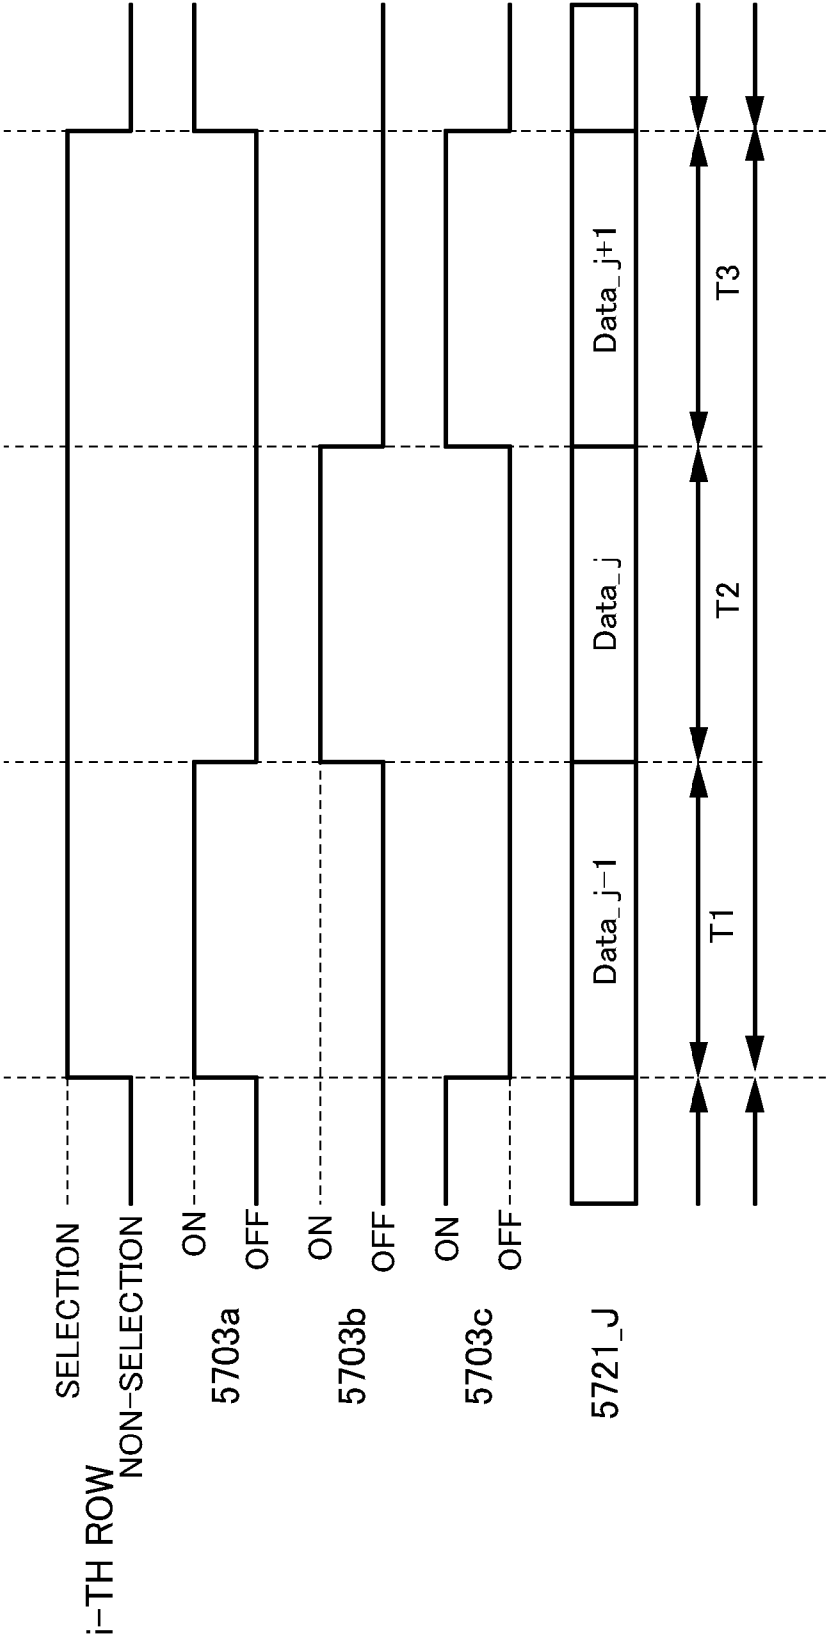 i-TH ROW
SELECTION
NON-SELECTION
5703a
ON
OFF
5703b
ON
OFF
5703c
ON
OFF
5721_J
Data_j-1
Data_j
Data_j+1
T1
T2
T3